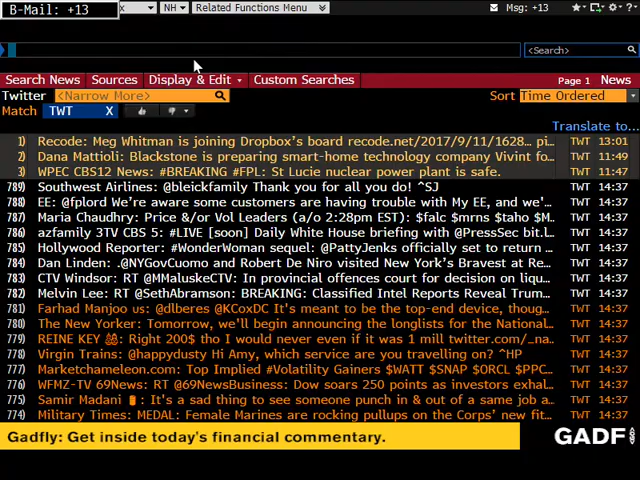 B-Mail: +13
NH
Related Functions Menu
Msg: +13
<Search>
Search News
Sources
Display & Edit
Custom Searches
Page 1
News
Twitter
<Narrow More>
Sort
Time Ordered
Match
TWT
X
Translate to...
1) Recode: Meg Whitman is joining Dropbox's board recode.net/2017/9/11/1628... pi... TWT 13:01
2) Dana Mattioli: Blackstone is preparing smart-home technology company Vivint fo... TWT 11:49
3) WPEC CBS12 News: #BREAKING #FPL: St Lucie nuclear power plant is safe. TWT 11:47
789) Southwest Airlines: @bleickfamily Thank you for all you do! ^SJ TWT 14:37
788) EE: @fplord We're aware some customers are having trouble with My EE, and we'... TWT 14:37
787) Maria Chaudhry: Price &/or Vol Leaders (a/o 2:28pm EST): $falc $mrns $taho $M... TWT 14:37
786) azfamily 3TV CBS 5: #LIVE [soon] Daily White House briefing with @PressSec bit.l... TWT 14:37
785) Hollywood Reporter: #WonderWoman sequel: @PattyJenks officially set to return ... TWT 14:37
784) Dan Linden: .@NYGovCuomo and Robert De Niro visited New York's Bravest at Re... TWT 14:37
783) CTV Windsor: RT @MMaluskeCTV: In provincial offences court for decision on liqu... TWT 14:37
782) Melvin Lee: RT @SethAbramson: BREAKING: Classified Intel Reports Reveal Trum... TWT 14:37
781) Farhad Manjoo us: @dlberes @KCoxDC It's meant to be the top-end device, thoug... TWT 14:37
780) The New Yorker: Tomorrow, we'll begin announcing the longlists for the National... TWT 14:37
779) REINE KEY: Right 200$ tho I would never even if it was 1 mill twitter.com/_na... TWT 14:37
778) Virgin Trains: @happydusty Hi Amy, which service are you travelling on? ^HP TWT 14:37
777) Marketchameleon.com: Top Implied #Volatility Gainers $WATT $SNAP $ORCL $PPC... TWT 14:37
776) WFMZ-TV 69News: RT @69NewsBusiness: Dow soars 250 points as investors exhal... TWT 14:37
775) Samir Madani: It's a sad thing to see someone punch in & out of a same job a... TWT 14:37
774) Military Times: MEDAL: Female Marines are rocking pullups on the Corps' new fit... TWT 14:37
Gadfly: Get inside today's financial commentary.
GADF